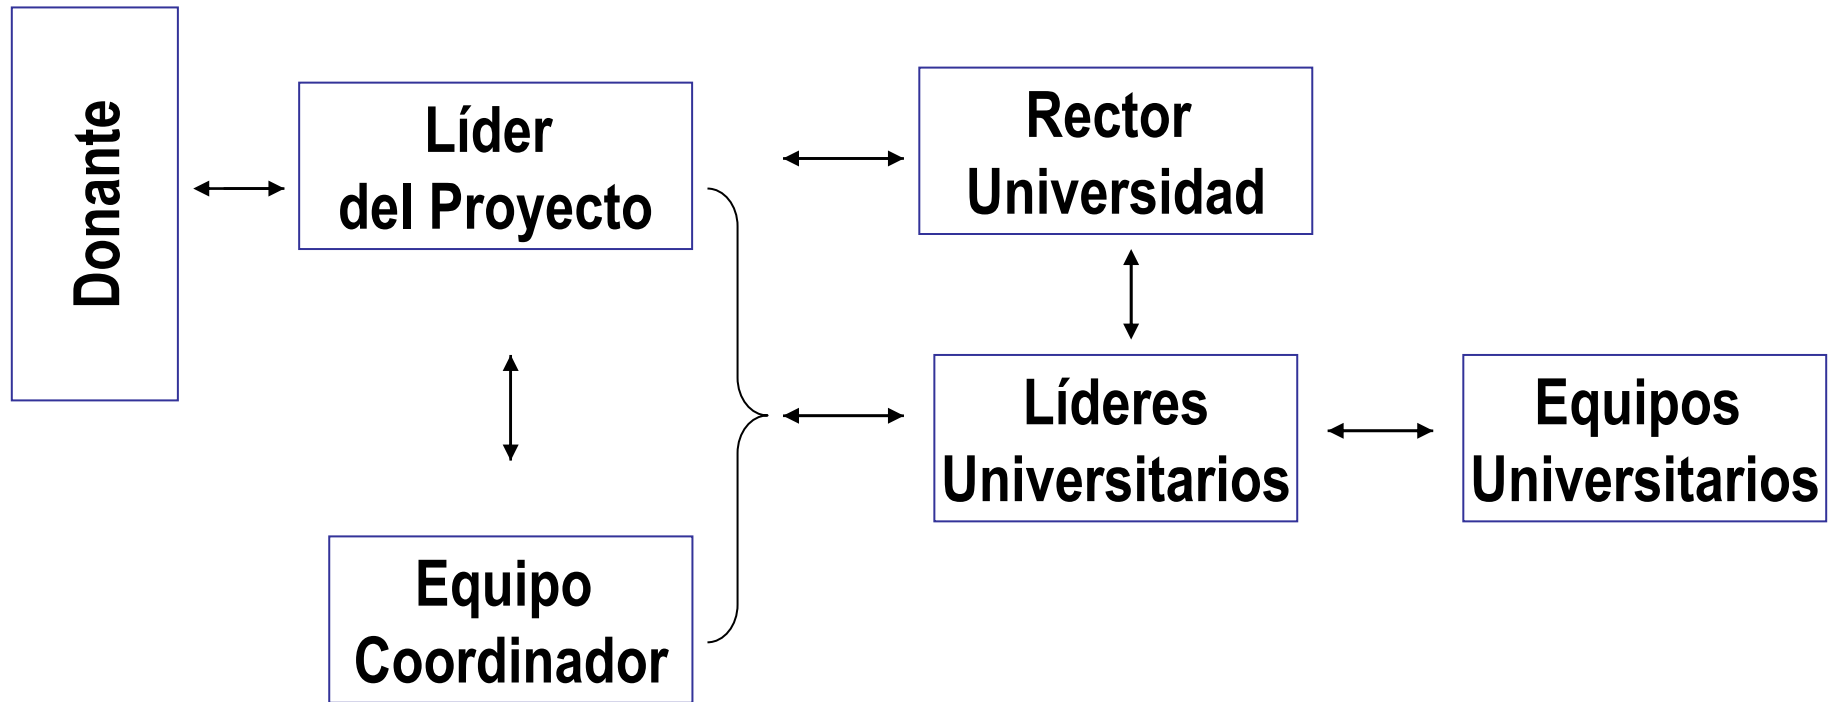 Donante
Líder
del Proyecto
Rector
Universidad
Líderes
Universitarios
Equipos
Universitarios
Equipo
Coordinador